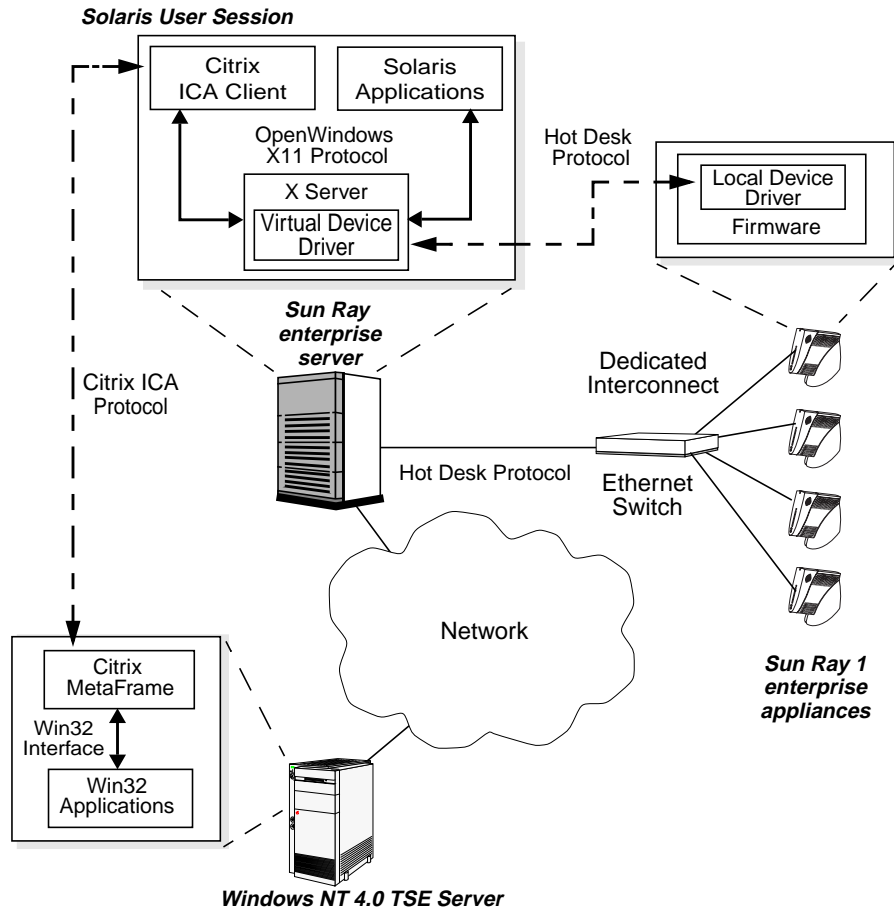 Solaris User Session
Citrix
ICA Client
Solaris
Applications
OpenWindows
X11 Protocol
X Server
Virtual Device
Driver
Hot Desk
Protocol
Local Device
Driver
Firmware
Sun Ray
enterprise
server
Citrix ICA
Protocol
Dedicated
Interconnect
Hot Desk Protocol
Ethernet
Switch
Network
Sun Ray 1
enterprise
appliances
Citrix
MetaFrame
Win32
Interface
Win32
Applications
Windows NT 4.0 TSE Server